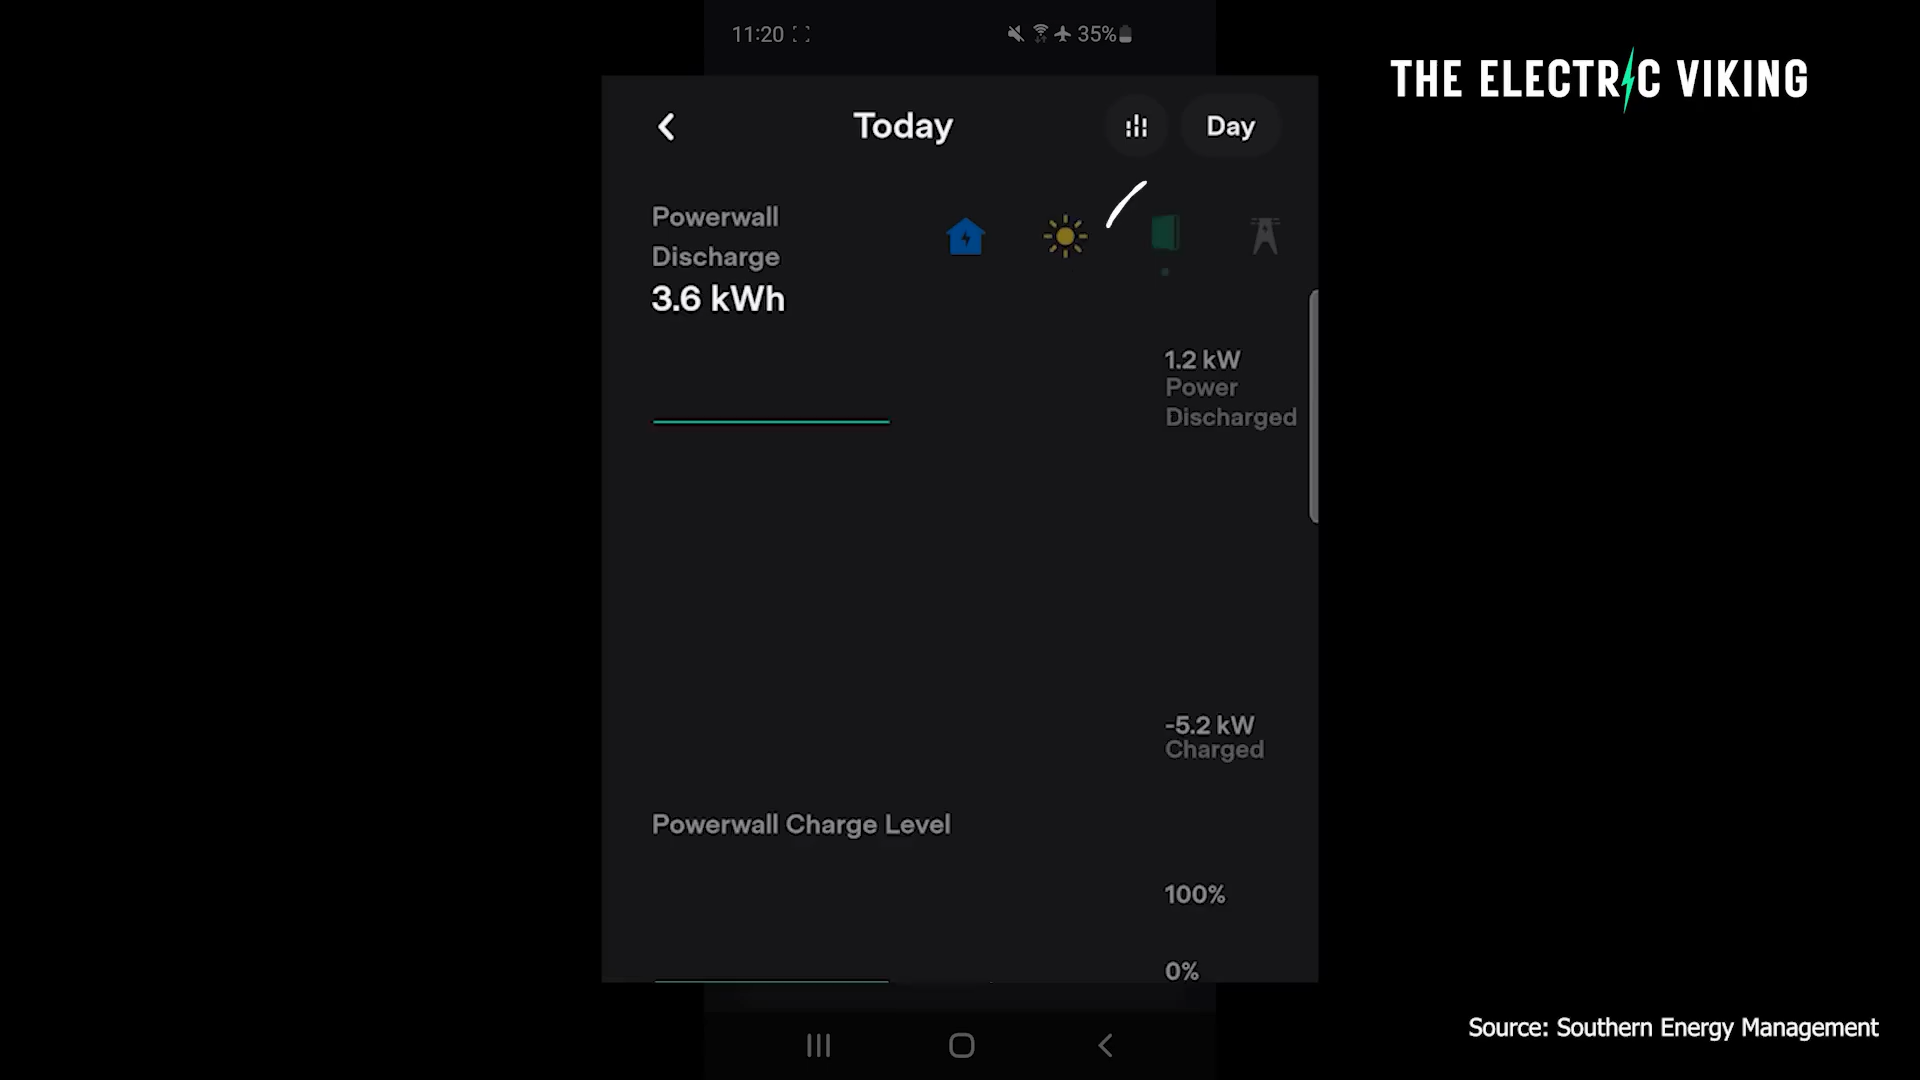 11:20
35%
THE ELECTRIC VIKING
Today
Day
Powerwall
Discharge
3.6 kWh
1.2 kW
Power
Discharged
-5.2 kW
Charged
Powerwall Charge Level
100%
0%
Source: Southern Energy Management